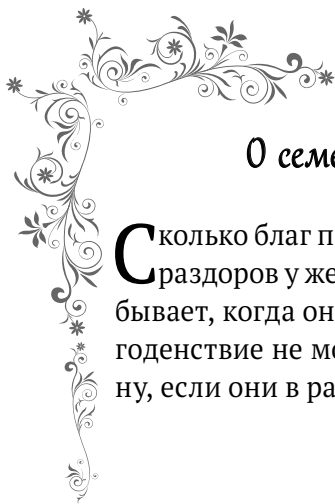 О семе
Сколько благ п
раздоров у же
бывает, когда он
годенствие не мо
ну, если они в ра